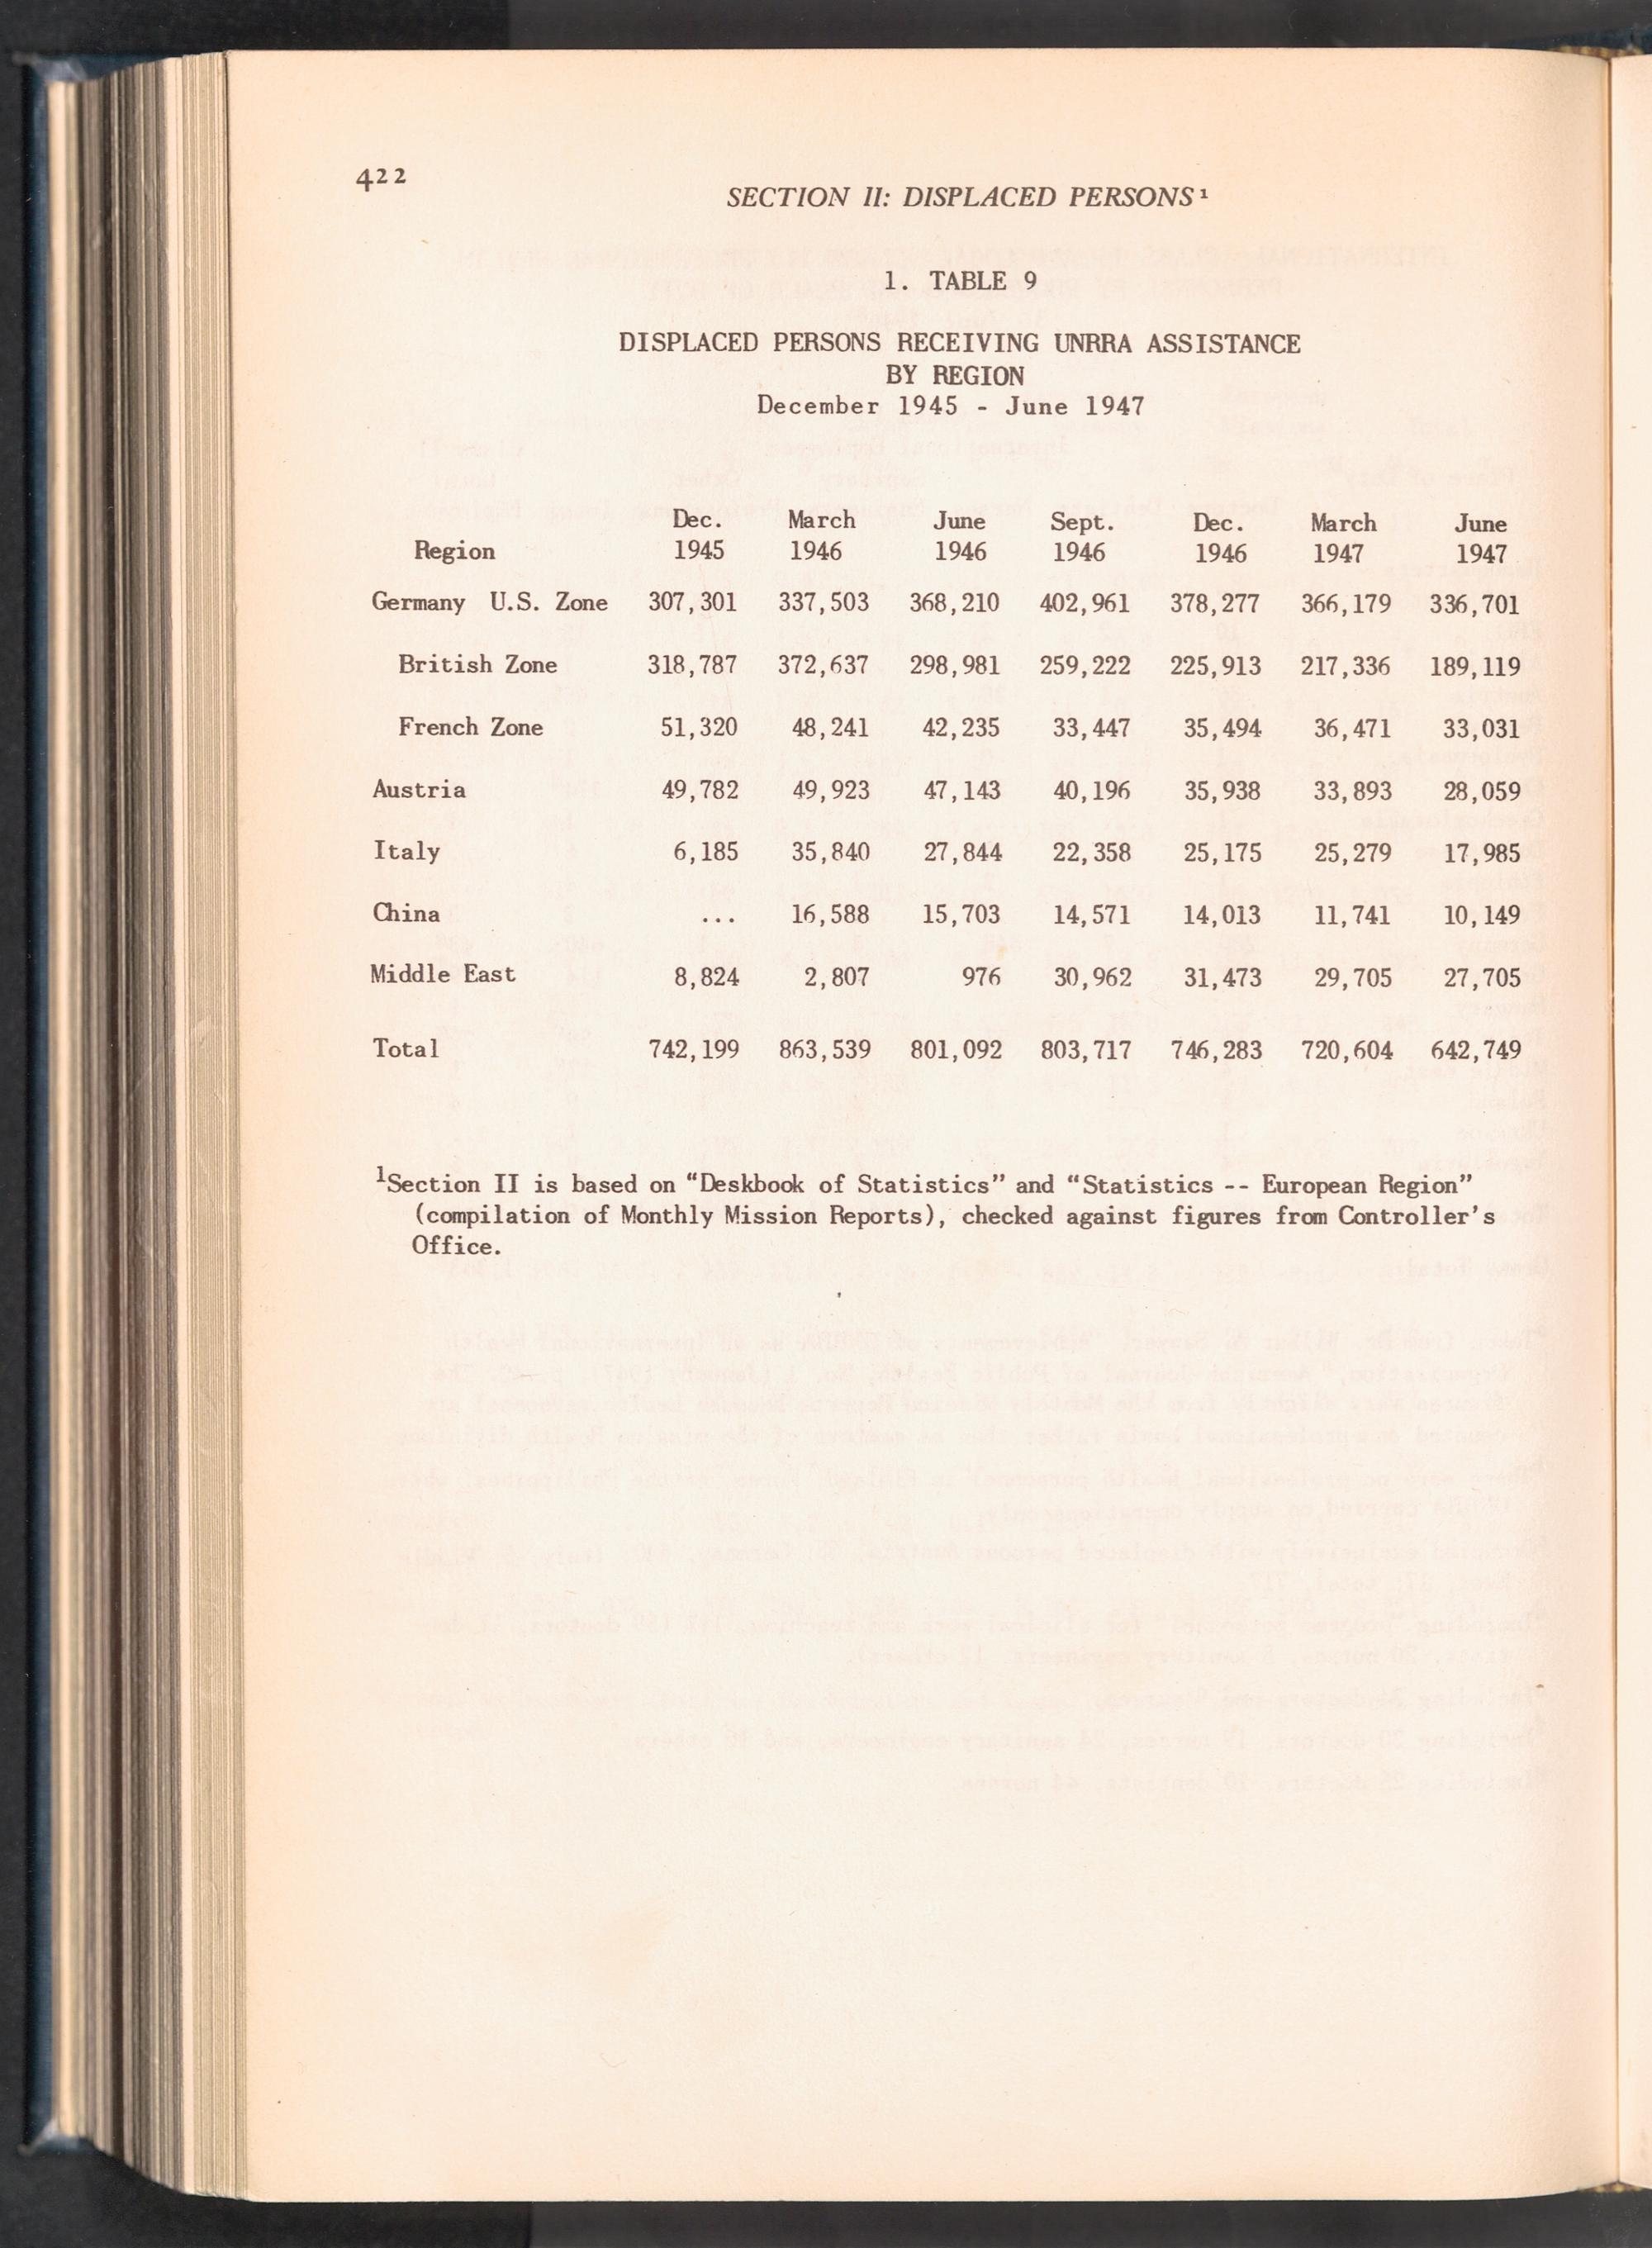 422
SECTION II: DISPLACED PERSONS¹
1. TABLE 9
DISPLACED PERSONS RECEIVING UNRRA ASSISTANCE
BY REGION
December 1945 - June 1947
Dec. March June Sept. Dec. March June
Region 1945 1946 1946 1946 1946 1947 1947
Germany U.S. Zone 307,301 337,503 368,210 402,961 378,277 366,179 336,701
British Zone 318,787 372,637 298,981 259,222 225,913 217,336 189,119
French Zone 51,320 48,241 42,235 33,447 35,494 36,471 33,031
Austria 49,782 49,923 47,143 40,196 35,938 33,893 28,059
Italy 6,185 35,840 27,844 22,358 25,175 25,279 17,985
China ... 16,588 15,703 14,571 14,013 11,741 10,149
Middle East 8,824 2,807 976 30,962 31,473 29,705 27,705
Total 742,199 863,539 801,092 803,717 746,283 720,604 642,749
¹Section II is based on “Deskbook of Statistics” and “Statistics -- European Region”
(compilation of Monthly Mission Reports), checked against figures from Controller's
Office.